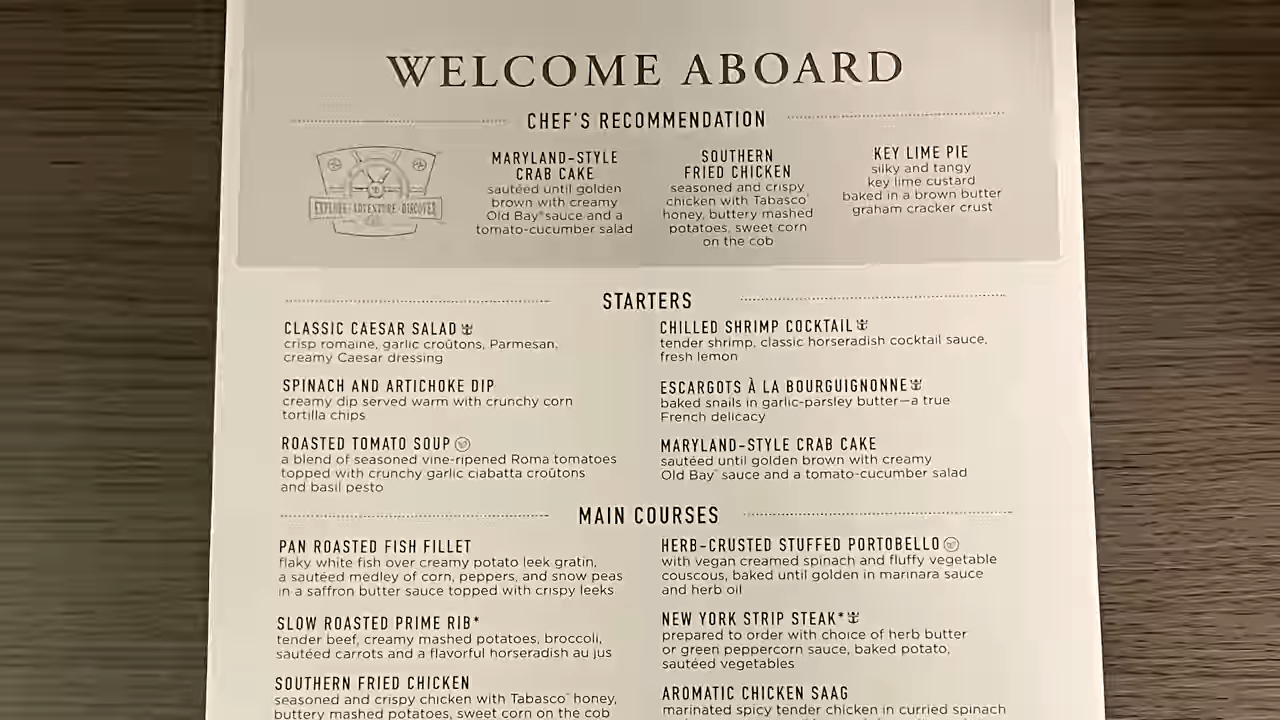 WELCOME ABOARD
CHEF'S RECOMMENDATION
EXPLORE · ADVENTURE · DISCOVER
MARYLAND-STYLE
CRAB CAKE
sautéed until golden
brown with creamy
Old Bay® sauce and a
tomato-cucumber salad
SOUTHERN
FRIED CHICKEN
seasoned and crispy
chicken with Tabasco
honey, buttery mashed
potatoes, sweet corn
on the cob
KEY LIME PIE
silky and tangy
key lime custard
baked in a brown butter
graham cracker crust
STARTERS
CLASSIC CAESAR SALAD
crisp romaine, garlic croûtons, Parmesan,
creamy Caesar dressing
SPINACH AND ARTICHOKE DIP
creamy dip served warm with crunchy corn
tortilla chips
ROASTED TOMATO SOUP
a blend of seasoned vine-ripened Roma tomatoes
topped with crunchy garlic ciabatta croûtons
and basil pesto
CHILLED SHRIMP COCKTAIL
tender shrimp, classic horseradish cocktail sauce,
fresh lemon
ESCARGOTS À LA BOURGUIGNONNE
baked snails in garlic-parsley butter—a true
French delicacy
MARYLAND-STYLE CRAB CAKE
sautéed until golden brown with creamy
Old Bay sauce and a tomato-cucumber salad
MAIN COURSES
PAN ROASTED FISH FILLET
flaky white fish over creamy potato leek gratin,
a sautéed medley of corn, peppers, and snow peas
in a saffron butter sauce topped with crispy leeks
SLOW ROASTED PRIME RIB*
tender beef, creamy mashed potatoes, broccoli,
sautéed carrots and a flavorful horseradish au jus
SOUTHERN FRIED CHICKEN
seasoned and crispy chicken with Tabasco honey,
buttery mashed potatoes, sweet corn on the cob
HERB-CRUSTED STUFFED PORTOBELLO
with vegan creamed spinach and fluffy vegetable
couscous, baked until golden in marinara sauce
and herb oil
NEW YORK STRIP STEAK*
prepared to order with choice of herb butter
or green peppercorn sauce, baked potato,
sautéed vegetables
AROMATIC CHICKEN SAAG
marinated spicy tender chicken in curried spinach